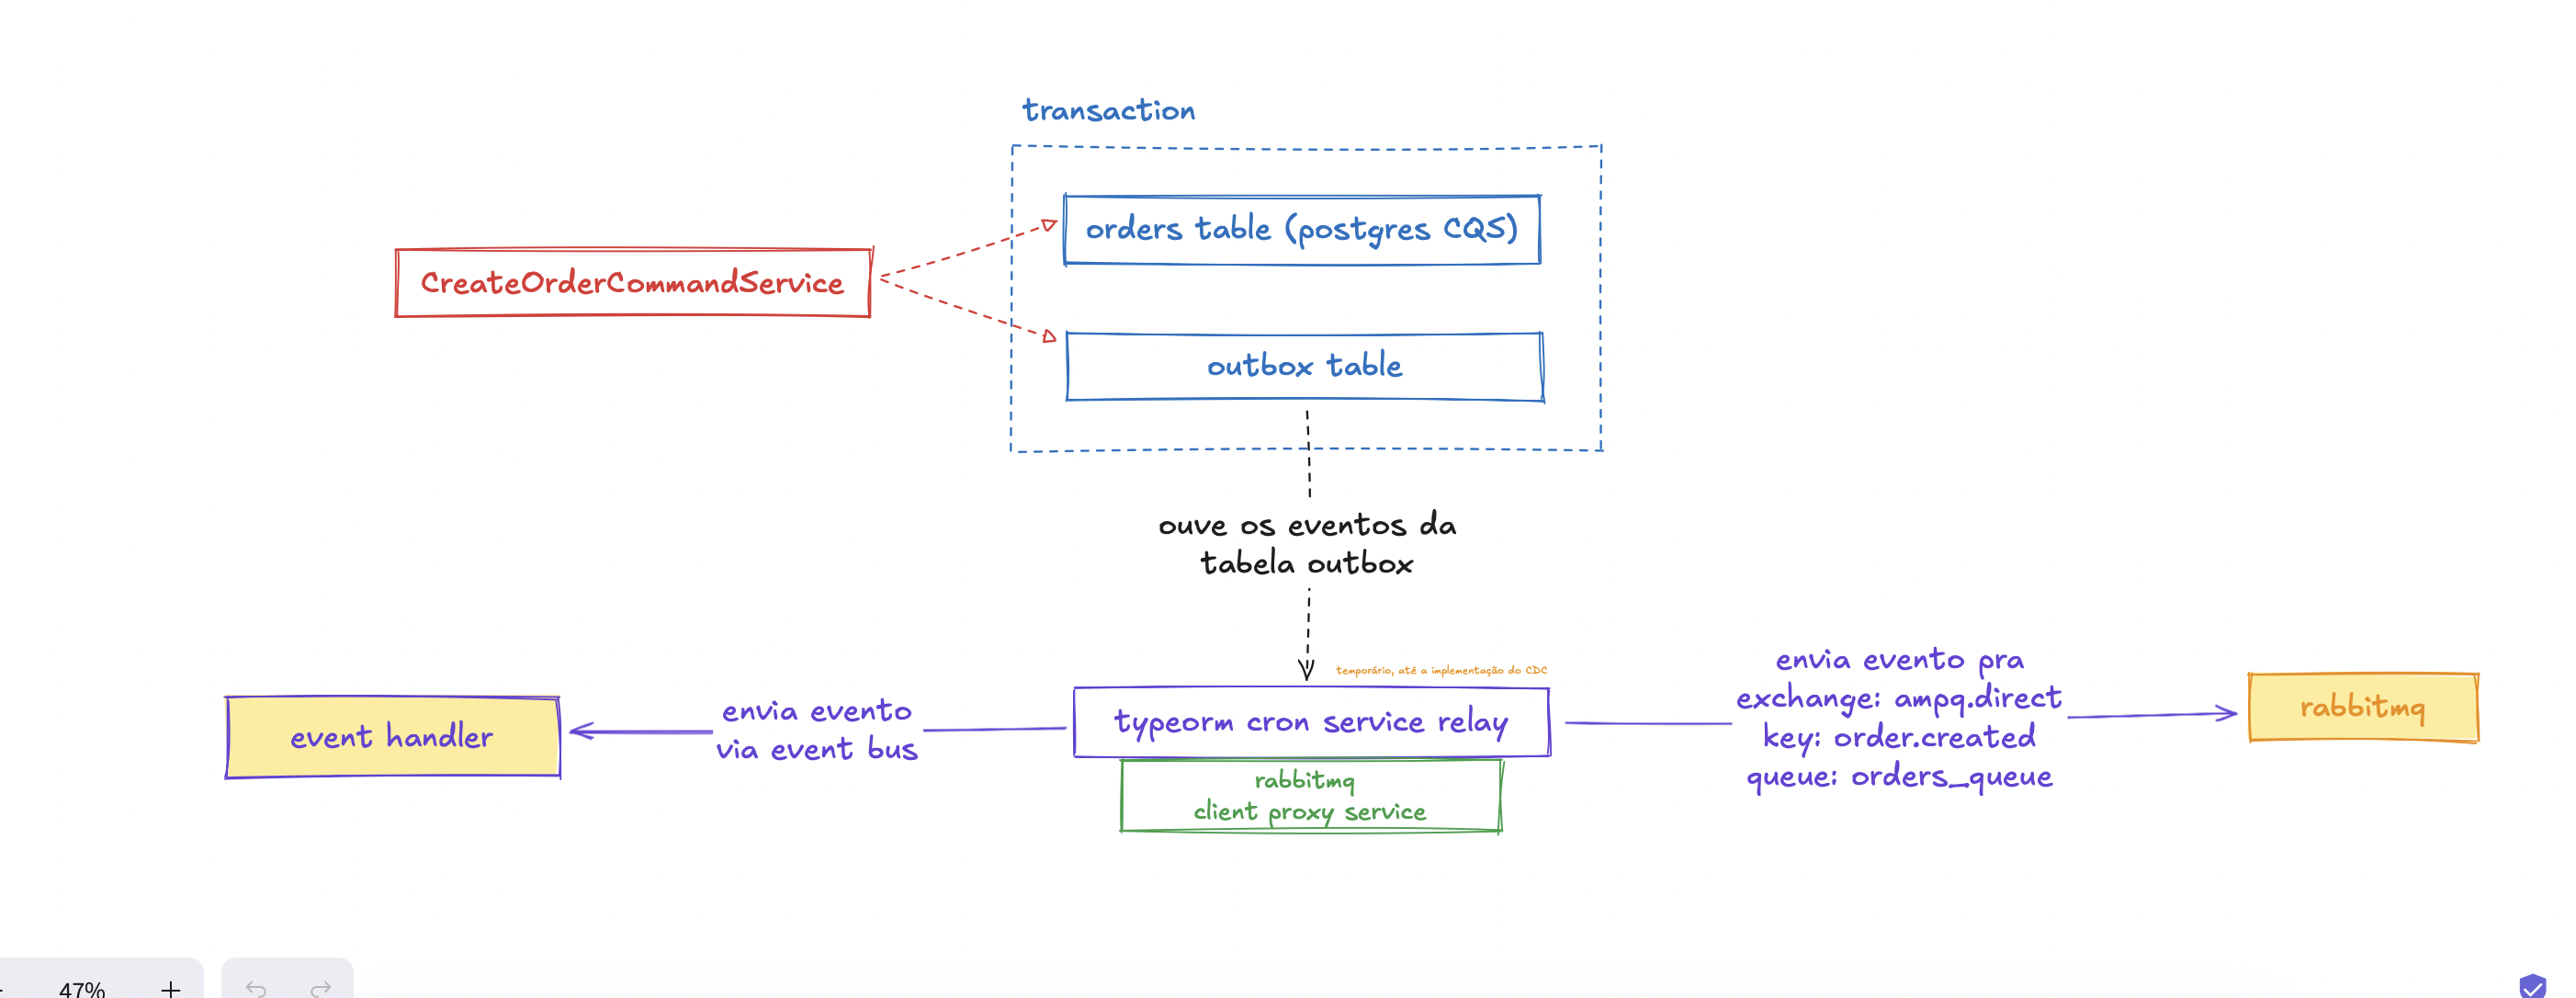 transaction
orders table (postgres CQS)
CreateOrderCommandService
outbox table
ouve os eventos da
tabela outbox
temporário, até a implementação do CDC
event handler
envia evento
via event bus
typeorm cron service relay
rabbitmq
client proxy service
envia evento pra
exchange: ampq.direct
key: order.created
queue: orders_queue
rabbitmq
47%